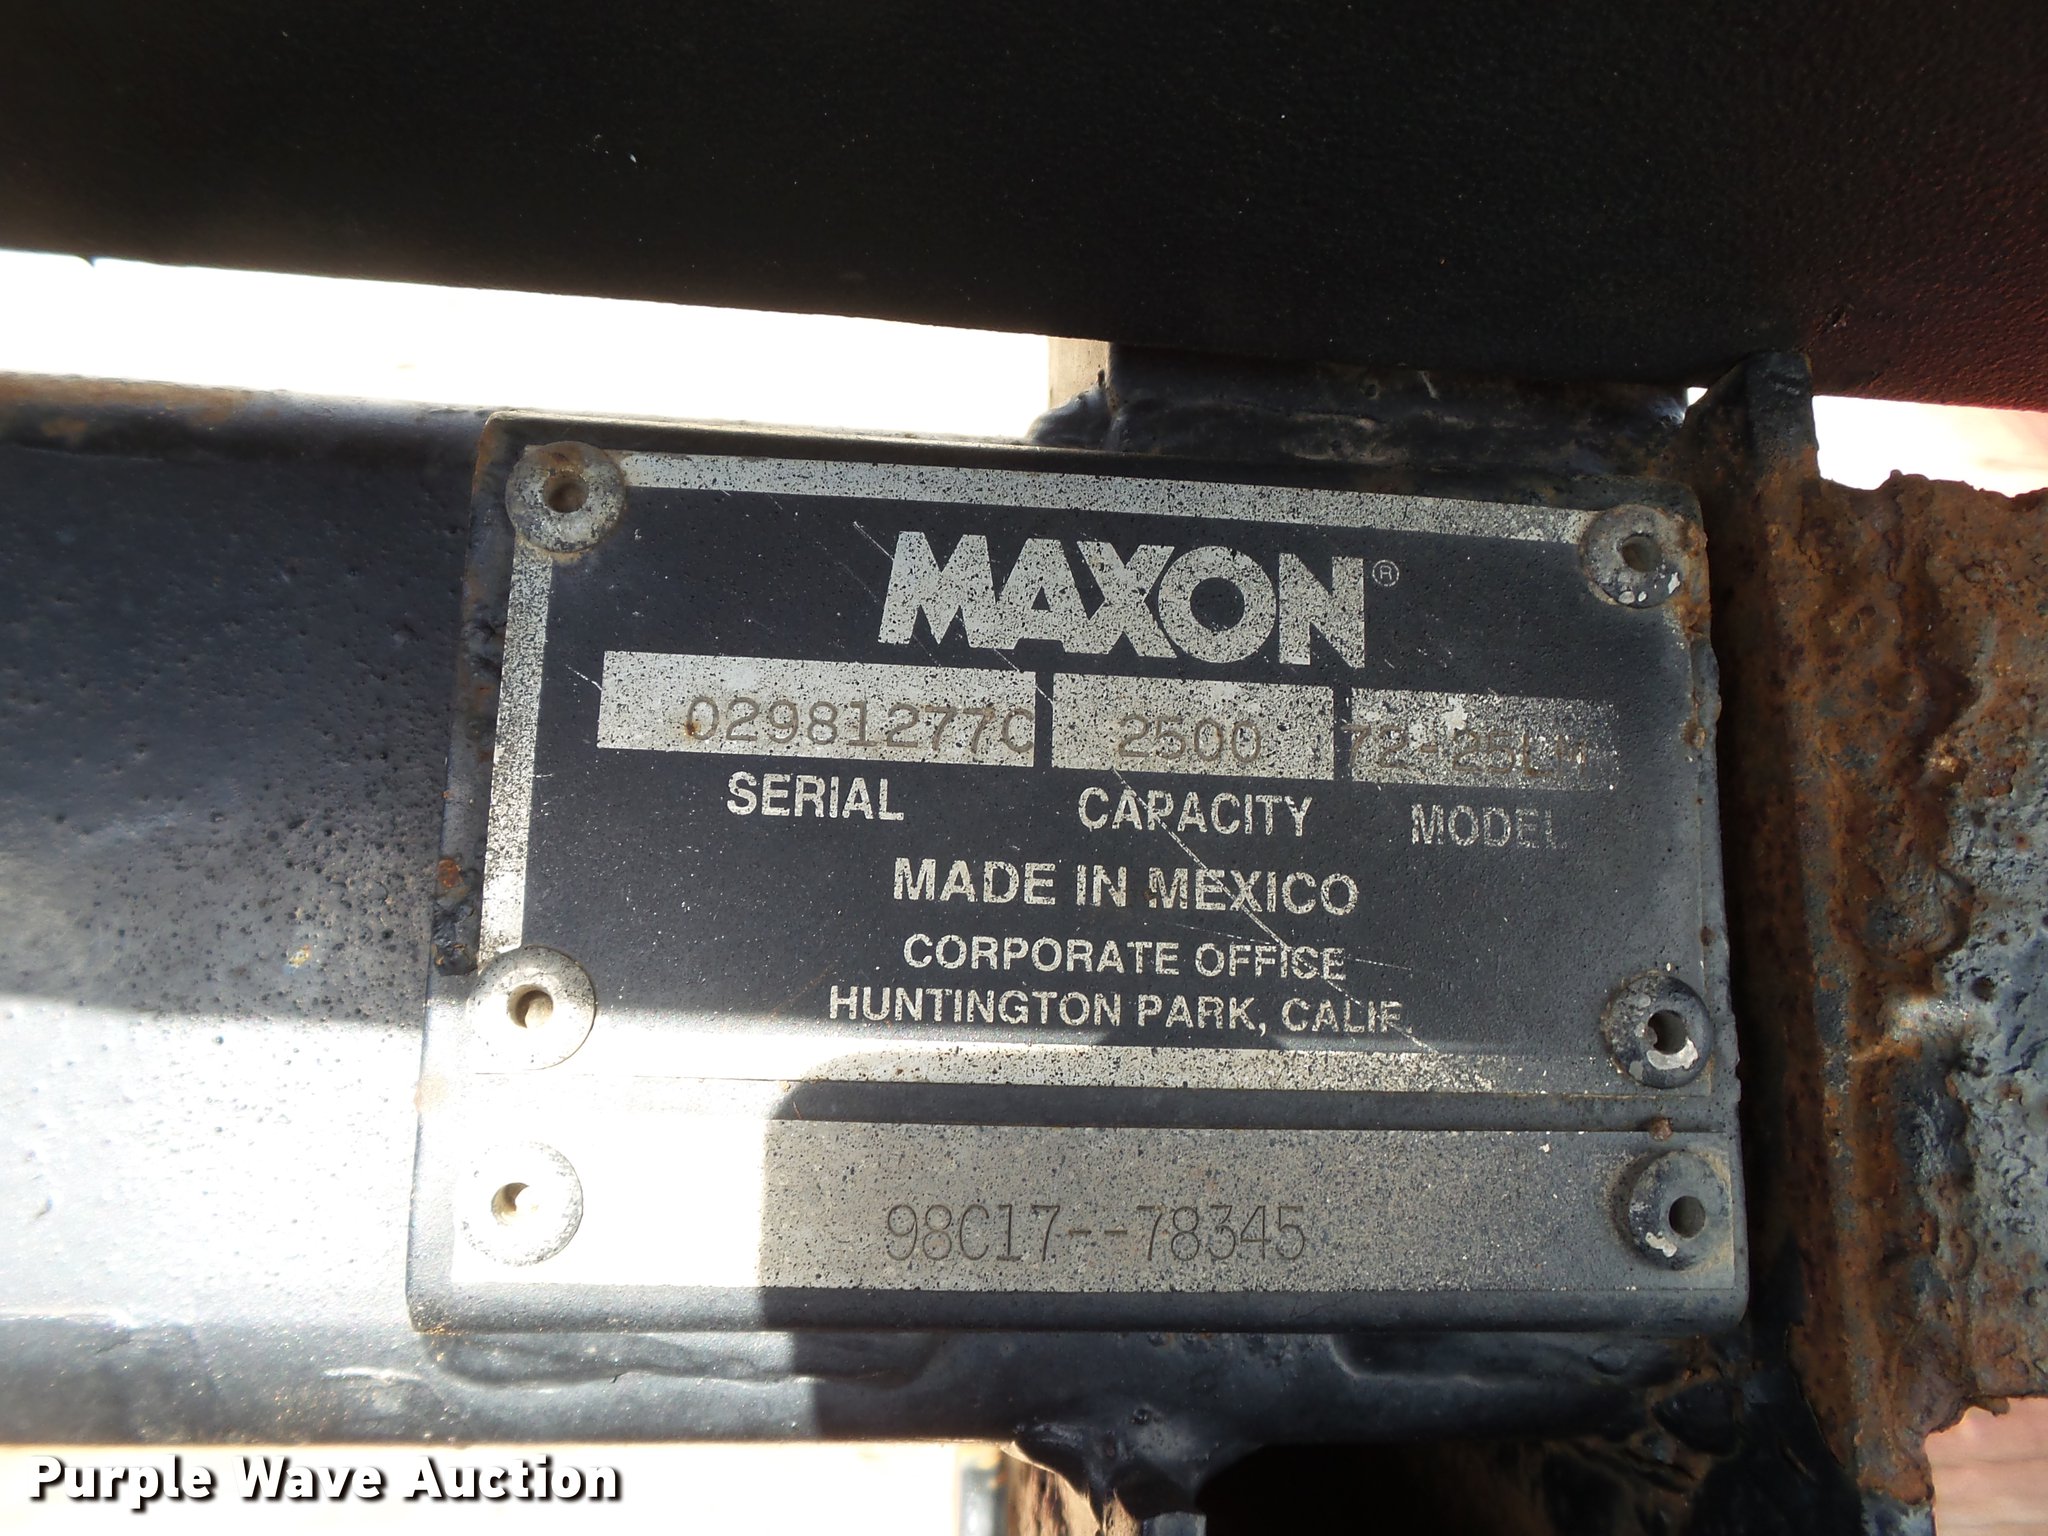 MAXON®
02981277C 2500 72-25LM
SERIAL CAPACITY MODEL
MADE IN MEXICO
CORPORATE OFFICE
HUNTINGTON PARK, CALIF.
98C17--78345
Purple Wave Auction